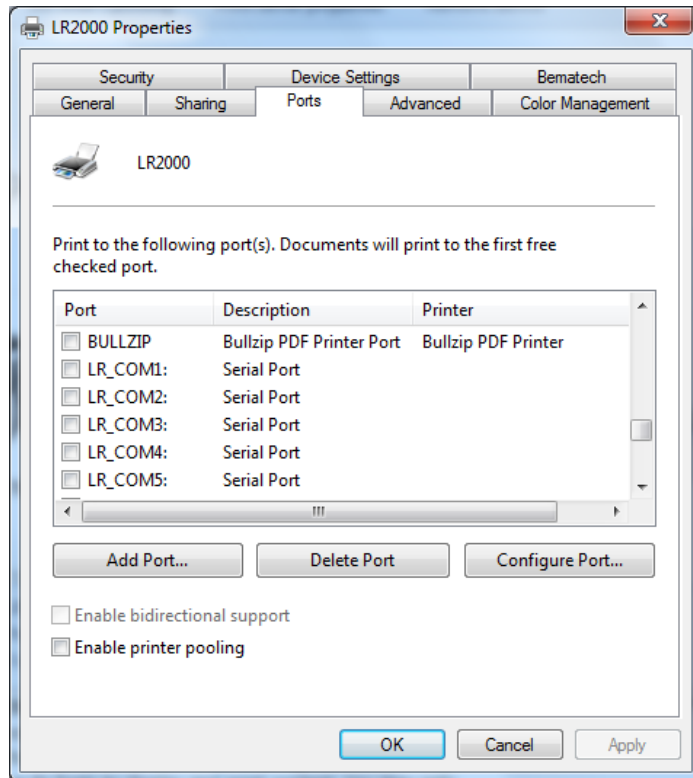 LR2000 Properties
Security Device Settings Bematech
General Sharing Ports Advanced Color Management
LR2000
Print to the following port(s). Documents will print to the first free
checked port.
Port Description Printer
BULLZIP Bullzip PDF Printer Port Bullzip PDF Printer
LR_COM1: Serial Port
LR_COM2: Serial Port
LR_COM3: Serial Port
LR_COM4: Serial Port
LR_COM5: Serial Port
Add Port... Delete Port Configure Port...
Enable bidirectional support
Enable printer pooling
OK Cancel Apply